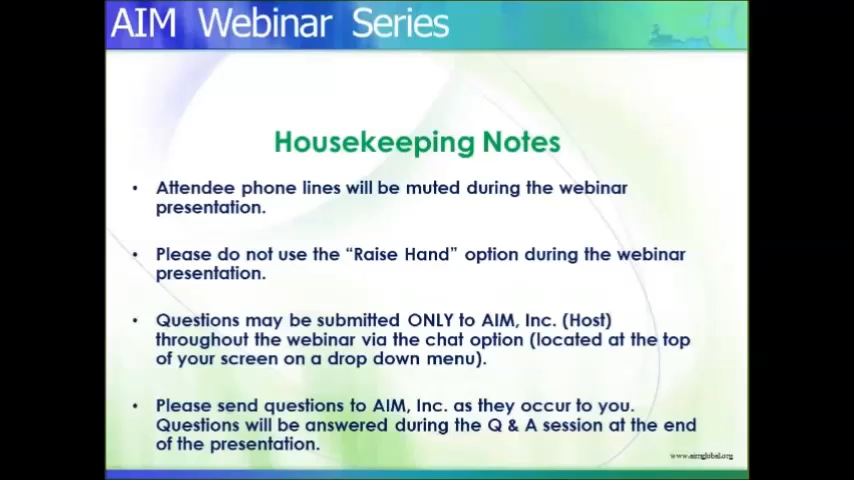 AIM Webinar Series
Housekeeping Notes
• Attendee phone lines will be muted during the webinar
presentation.
• Please do not use the “Raise Hand” option during the webinar
presentation.
• Questions may be submitted ONLY to AIM, Inc. (Host)
throughout the webinar via the chat option (located at the top
of your screen on a drop down menu).
• Please send questions to AIM, Inc. as they occur to you.
Questions will be answered during the Q & A session at the end
of the presentation.
www.aimglobal.org